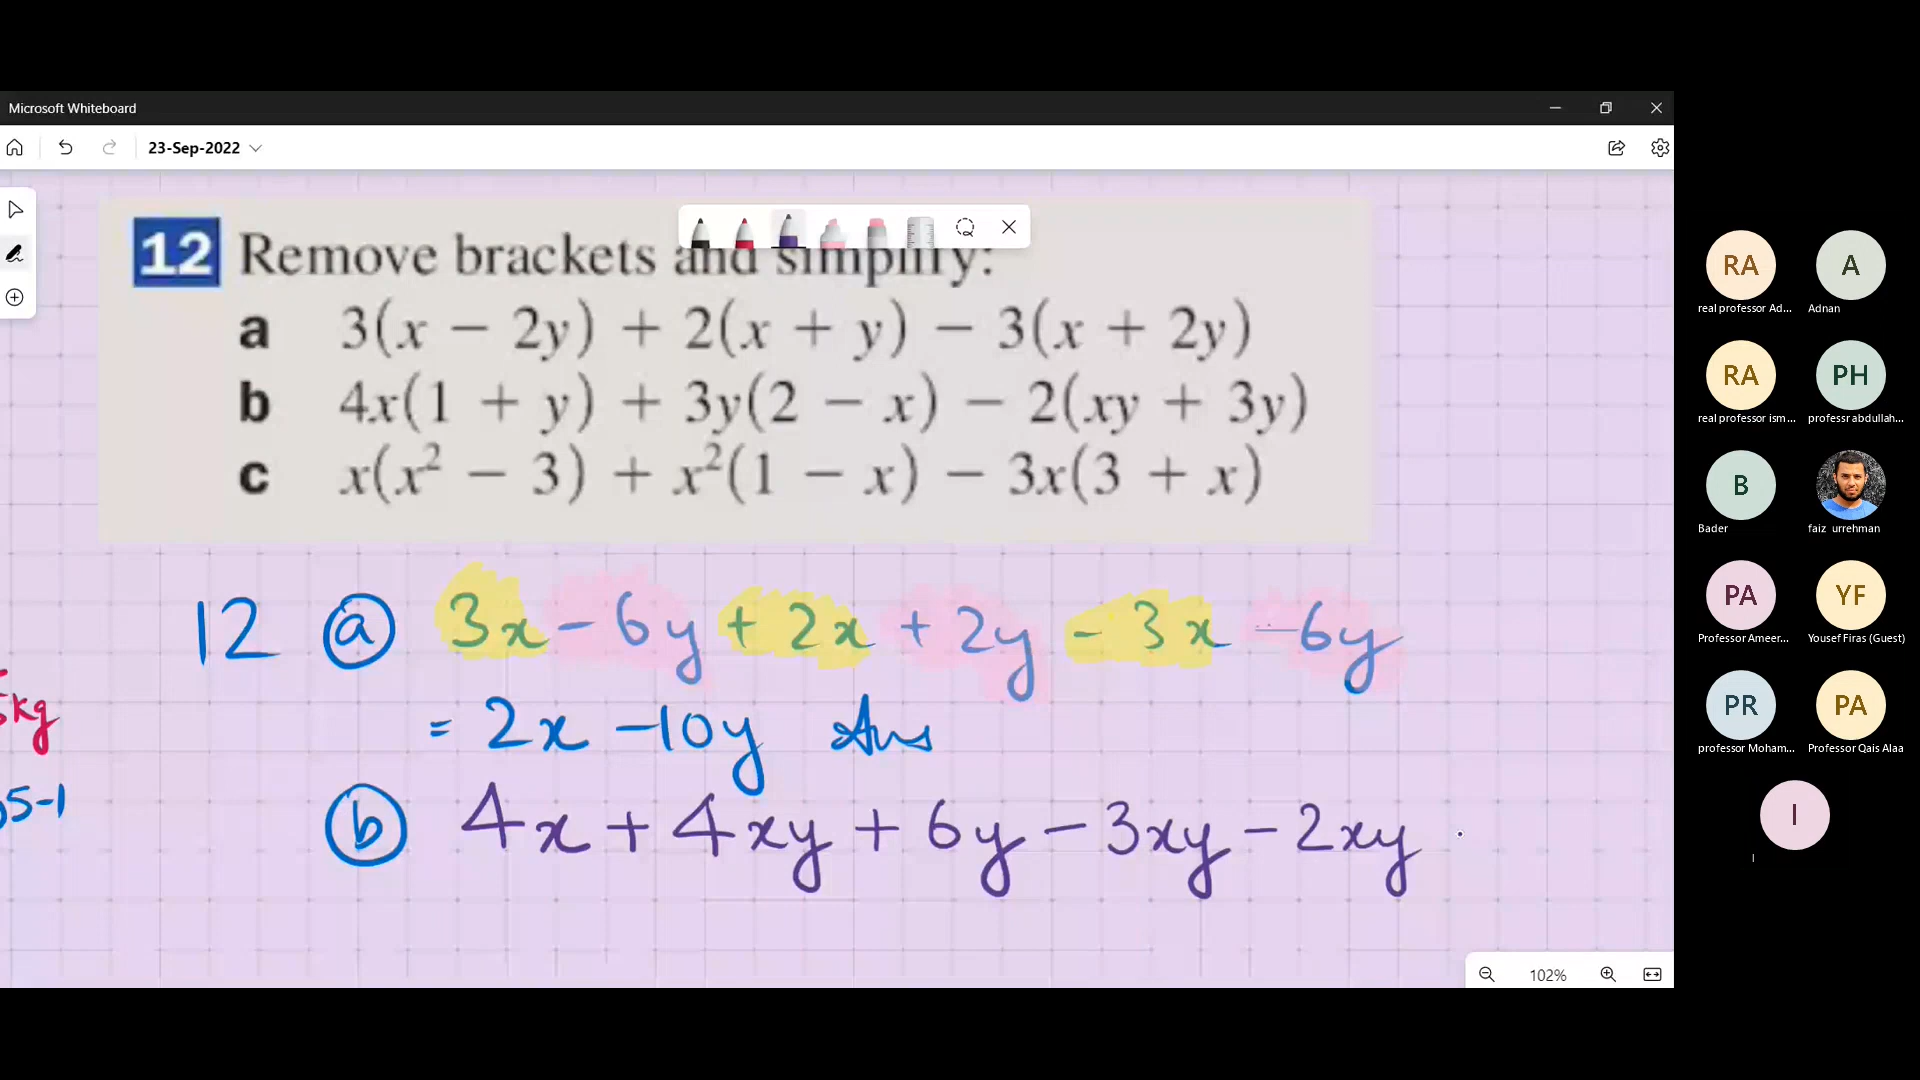 Microsoft Whiteboard
23-Sep-2022
12 Remove brackets and simplify:
a 3(x − 2y) + 2(x + y) − 3(x + 2y)
b 4x(1 + y) + 3y(2 − x) − 2(xy + 3y)
c x(x² − 3) + x²(1 − x) − 3x(3 + x)
12 (a) 3x - 6y + 2x + 2y - 3x - 6y
= 2x - 10y Ans
(b) 4x + 4xy + 6y - 3xy - 2xy
kg
5-1
102%
RA
real professor Ad...
A
Adnan
RA
real professor ism...
PH
professr abdullah...
B
Bader
faiz urrehman
PA
Professor Ameer...
YF
Yousef Firas (Guest)
PR
professor Moham...
PA
Professor Qais Alaa
I
I